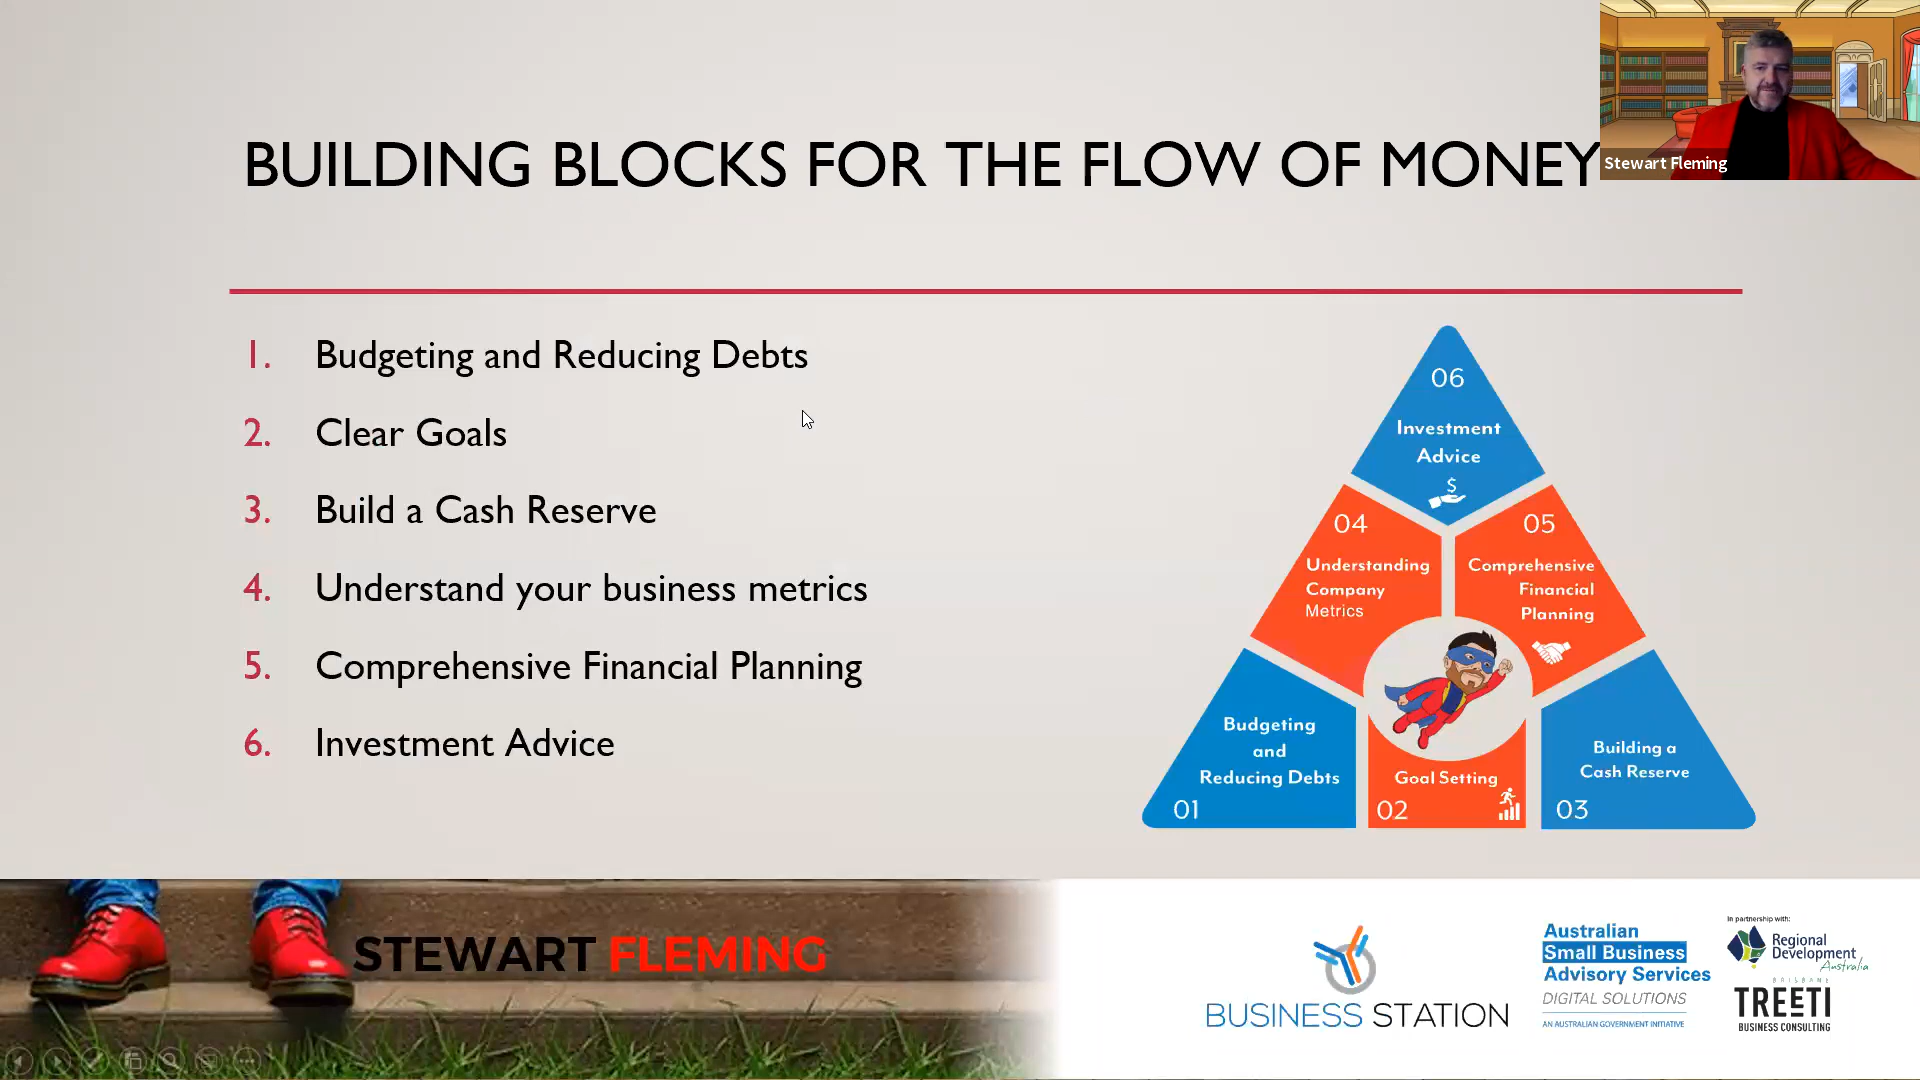 BUILDING BLOCKS FOR THE FLOW OF MONEY
Stewart Fleming
1. Budgeting and Reducing Debts
2. Clear Goals
3. Build a Cash Reserve
4. Understand your business metrics
5. Comprehensive Financial Planning
6. Investment Advice
06
Investment
Advice
$
04
Understanding
Company
Metrics
05
Comprehensive
Financial
Planning
Budgeting
and
Reducing Debts
01
Goal Setting
02
Building a
Cash Reserve
03
STEWART FLEMING
BUSINESS STATION
Australian
Small Business
Advisory Services
DIGITAL SOLUTIONS
AN AUSTRALIAN GOVERNMENT INITIATIVE
In partnership with:
Regional
Development
Australia
BRISBANE
TREETI
BUSINESS CONSULTING